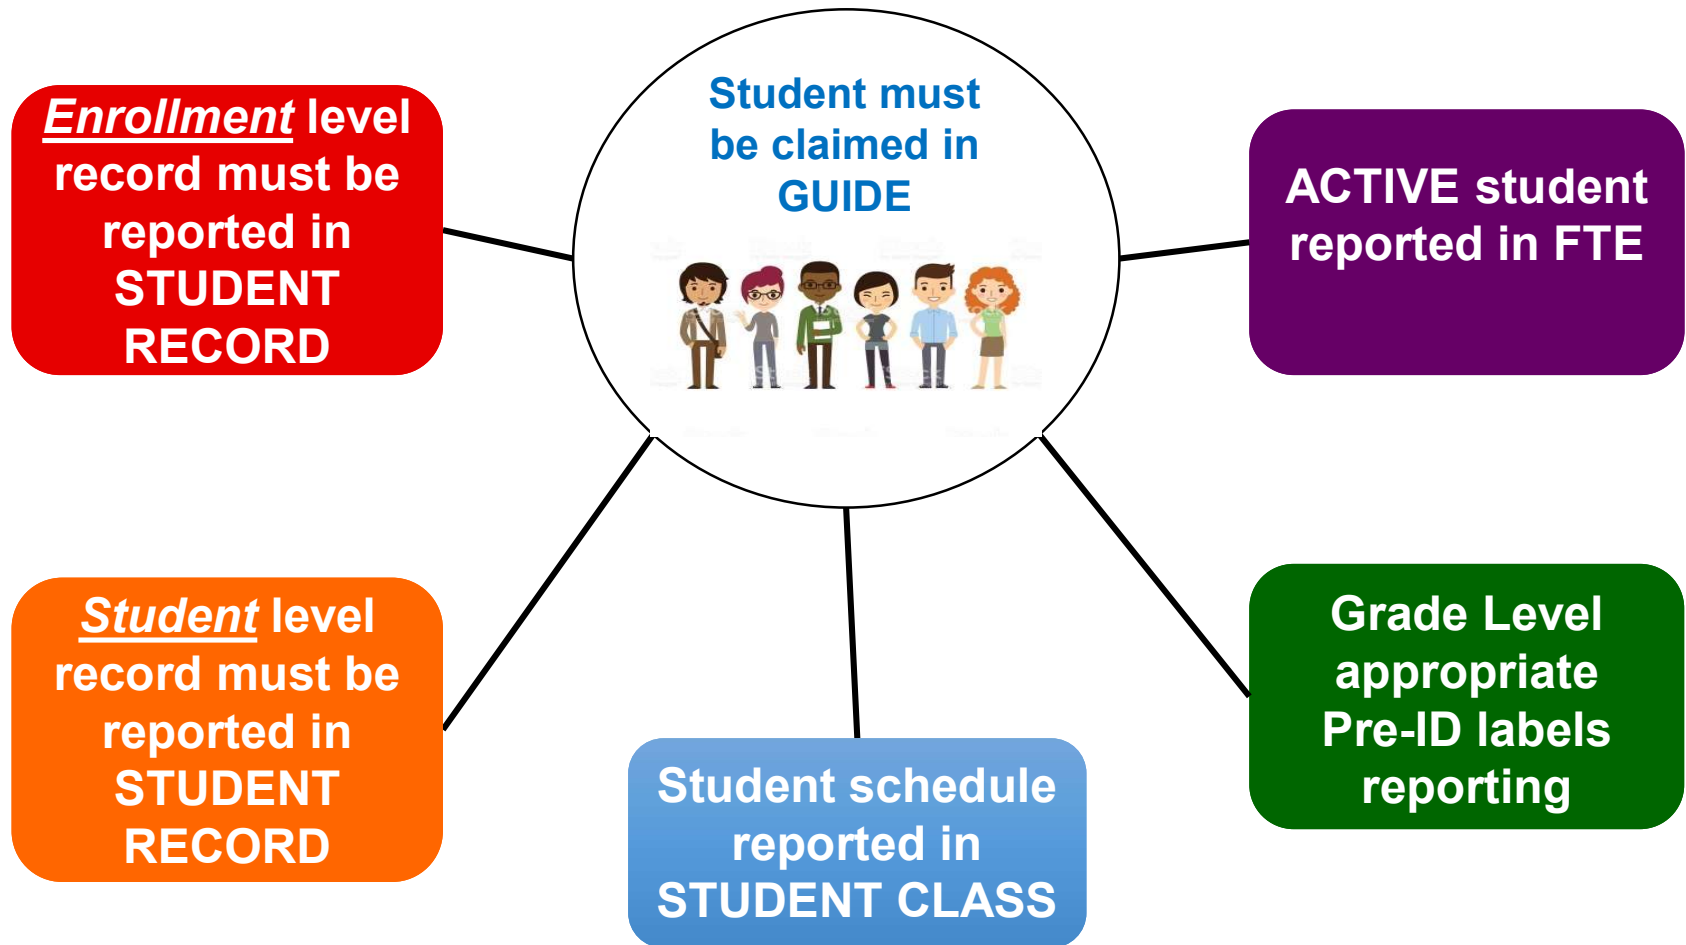 Student must
be claimed in
GUIDE
Enrollment level
record must be
reported in
STUDENT
RECORD
ACTIVE student
reported in FTE
Student level
record must be
reported in
STUDENT
RECORD
Student schedule
reported in
STUDENT CLASS
Grade Level
appropriate
Pre-ID labels
reporting